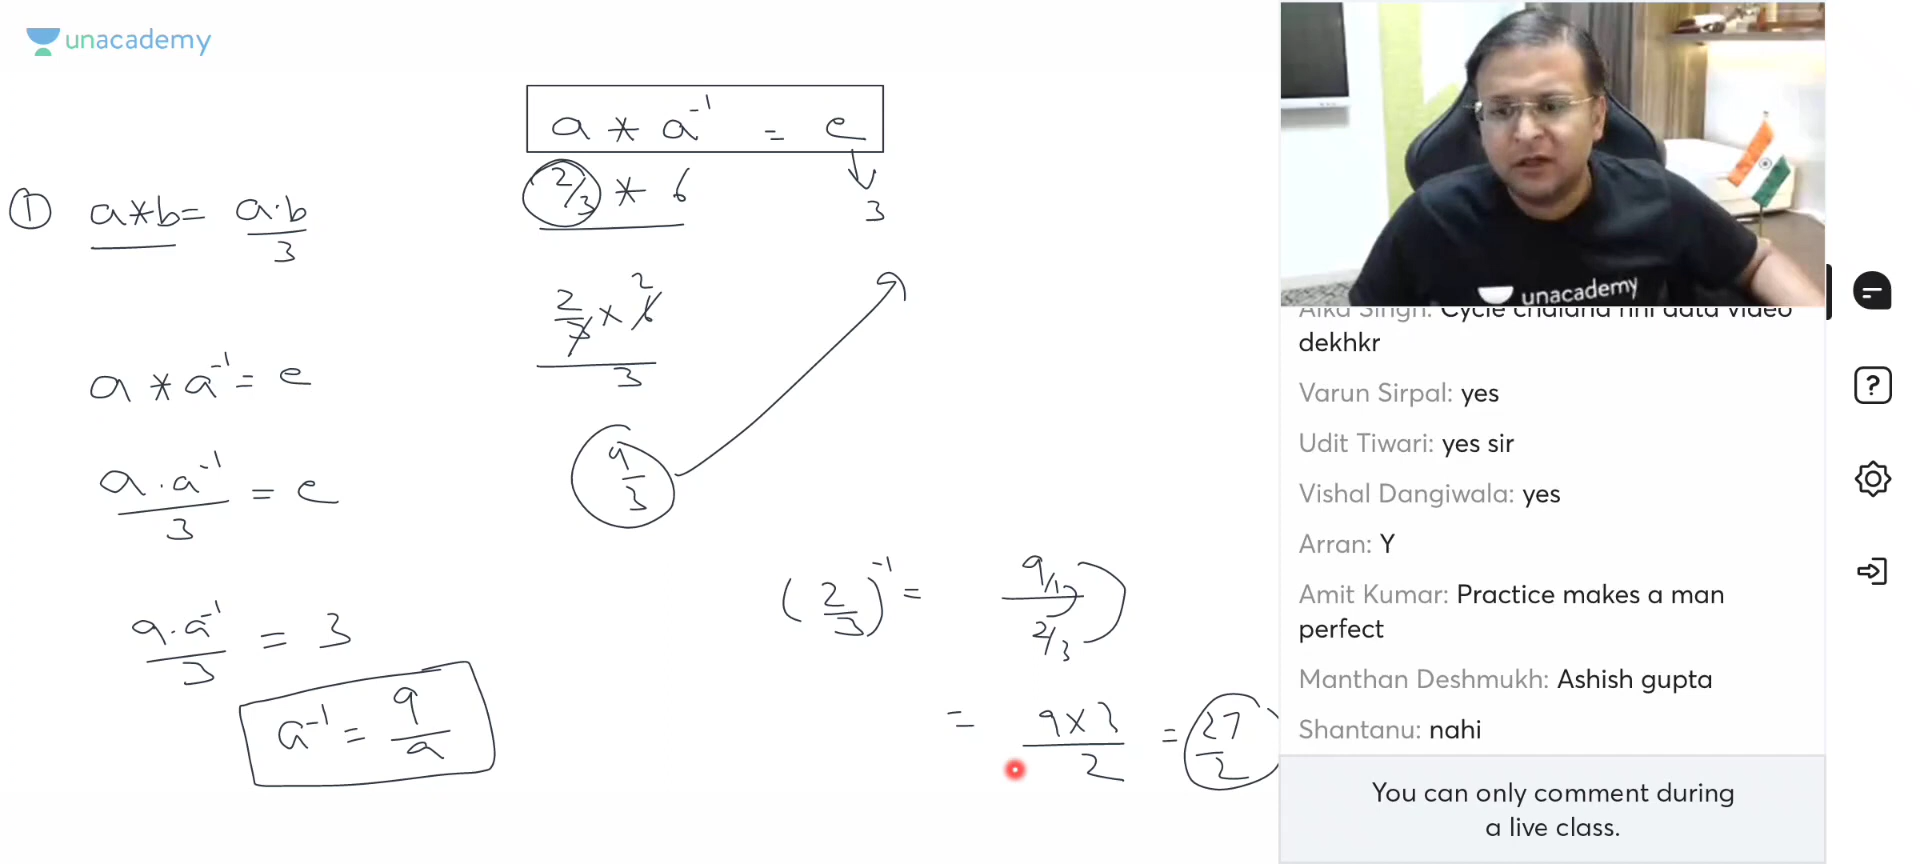 unacademy
a * a⁻¹ = e
2/3 * 6
3
① a*b = a·b/3
2/3 × 6 2
3
a * a⁻¹ = e
9/3
a·a⁻¹/3 = e
(2/3)⁻¹ =
2/3
a·a⁻¹/3 = 3
a⁻¹ = 9/a
= 9×3/2 = 27/2
unacademy
Cycle
dekhkr
Varun Sirpal: yes
Udit Tiwari: yes sir
Vishal Dangiwala: yes
Arran: Y
Amit Kumar: Practice makes a man
perfect
Manthan Deshmukh: Ashish gupta
Shantanu: nahi
You can only comment during
a live class.